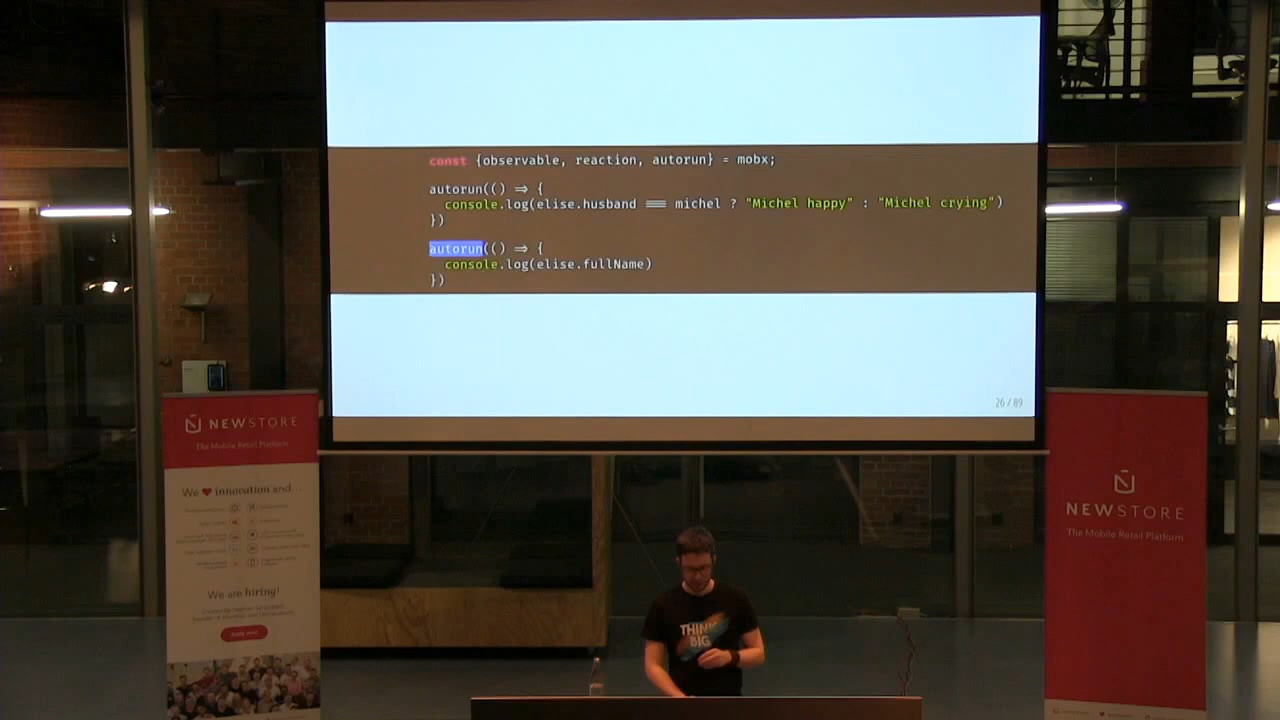 const {observable, reaction, autorun} = mobx;
autorun(() => {
console.log(elise.husband === michel ? "Michel happy" : "Michel crying")
})
autorun(() => {
console.log(elise.fullName)
})
26 / 89
NEWSTORE
The Mobile Retail Platform
We ♥ innovation and...
We are hiring!
NEWSTORE
The Mobile Retail Platform
THINK
BIG